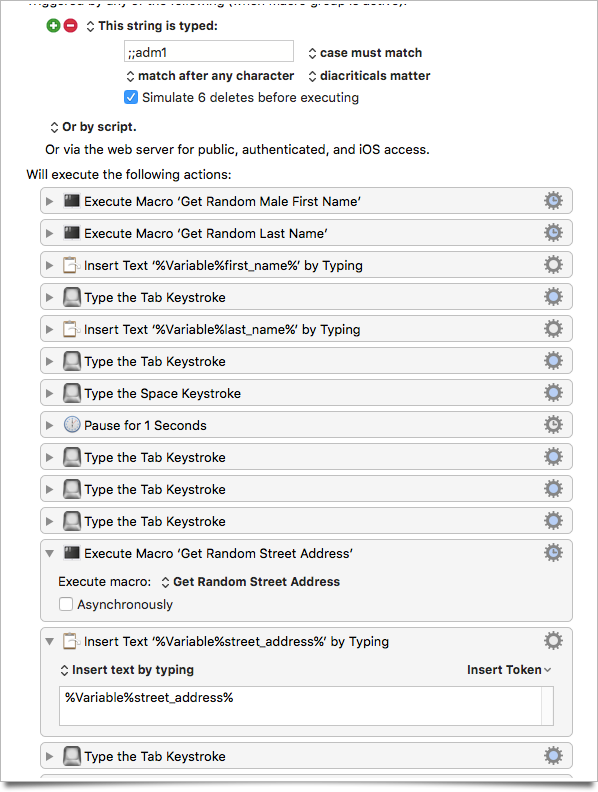 Triggered by any of the following (when macro group is active):
This string is typed:
;;adm1
case must match
match after any character
diacriticals matter
Simulate 6 deletes before executing
Or by script.
Or via the web server for public, authenticated, and iOS access.
Will execute the following actions:
Execute Macro ‘Get Random Male First Name’
Execute Macro ‘Get Random Last Name’
Insert Text ‘%Variable%first_name%’ by Typing
Type the Tab Keystroke
Insert Text ‘%Variable%last_name%’ by Typing
Type the Tab Keystroke
Type the Space Keystroke
Pause for 1 Seconds
Type the Tab Keystroke
Type the Tab Keystroke
Type the Tab Keystroke
Execute Macro ‘Get Random Street Address’
Execute macro: Get Random Street Address
Asynchronously
Insert Text ‘%Variable%street_address%’ by Typing
Insert text by typing Insert Token
%Variable%street_address%
Type the Tab Keystroke